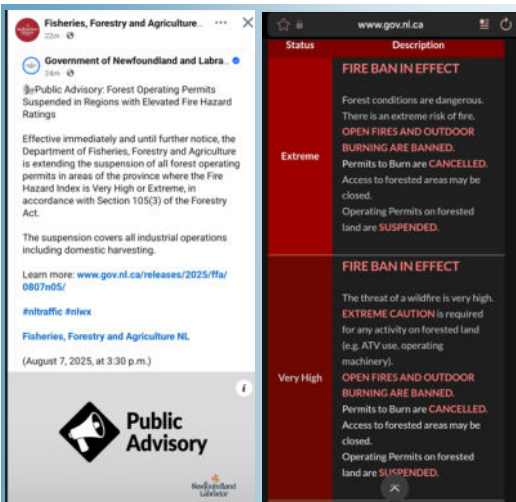 Fisheries, Forestry and Agriculture...
22m
Government of Newfoundland and Labra...
24m
Public Advisory: Forest Operating Permits
Suspended in Regions with Elevated Fire Hazard
Ratings
Effective immediately and until further notice, the
Department of Fisheries, Forestry and Agriculture
is extending the suspension of all forest operating
permits in areas of the province where the Fire
Hazard Index is Very High or Extreme, in
accordance with Section 105(3) of the Forestry
Act.
The suspension covers all industrial operations
including domestic harvesting.
Learn more: www.gov.nl.ca/releases/2025/ffa/
0807n05/
#nltraffic #nlwx
Fisheries, Forestry and Agriculture NL
(August 7, 2025, at 3:30 p.m.)
Public
Advisory
Newfoundland
Labrador
www.gov.nl.ca
Status Description
Extreme
FIRE BAN IN EFFECT
Forest conditions are dangerous.
There is an extreme risk of fire.
OPEN FIRES AND OUTDOOR
BURNING ARE BANNED.
Permits to Burn are CANCELLED.
Access to forested areas may be
closed.
Operating Permits on forested
land are SUSPENDED.
Very High
FIRE BAN IN EFFECT
The threat of a wildfire is very high.
EXTREME CAUTION is required
for any activity on forested land
(e.g. ATV use, operating
machinery).
OPEN FIRES AND OUTDOOR
BURNING ARE BANNED.
Permits to Burn are CANCELLED.
Access to forested areas may be
closed.
Operating Permits on forested
land are SUSPENDED.